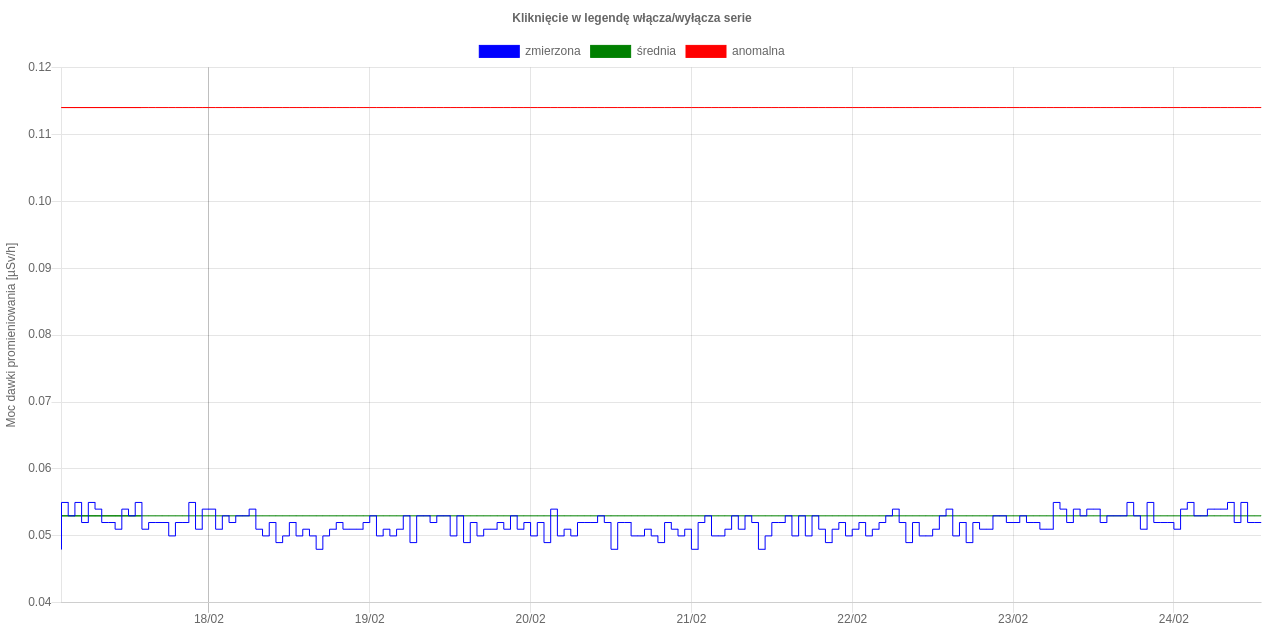 Kliknięcie w legendę włącza/wyłącza serie
zmierzona średnia anomalna
Moc dawki promieniowania [µSv/h]
0.12
0.11
0.10
0.09
0.08
0.07
0.06
0.05
0.04
18/02 19/02 20/02 21/02 22/02 23/02 24/02